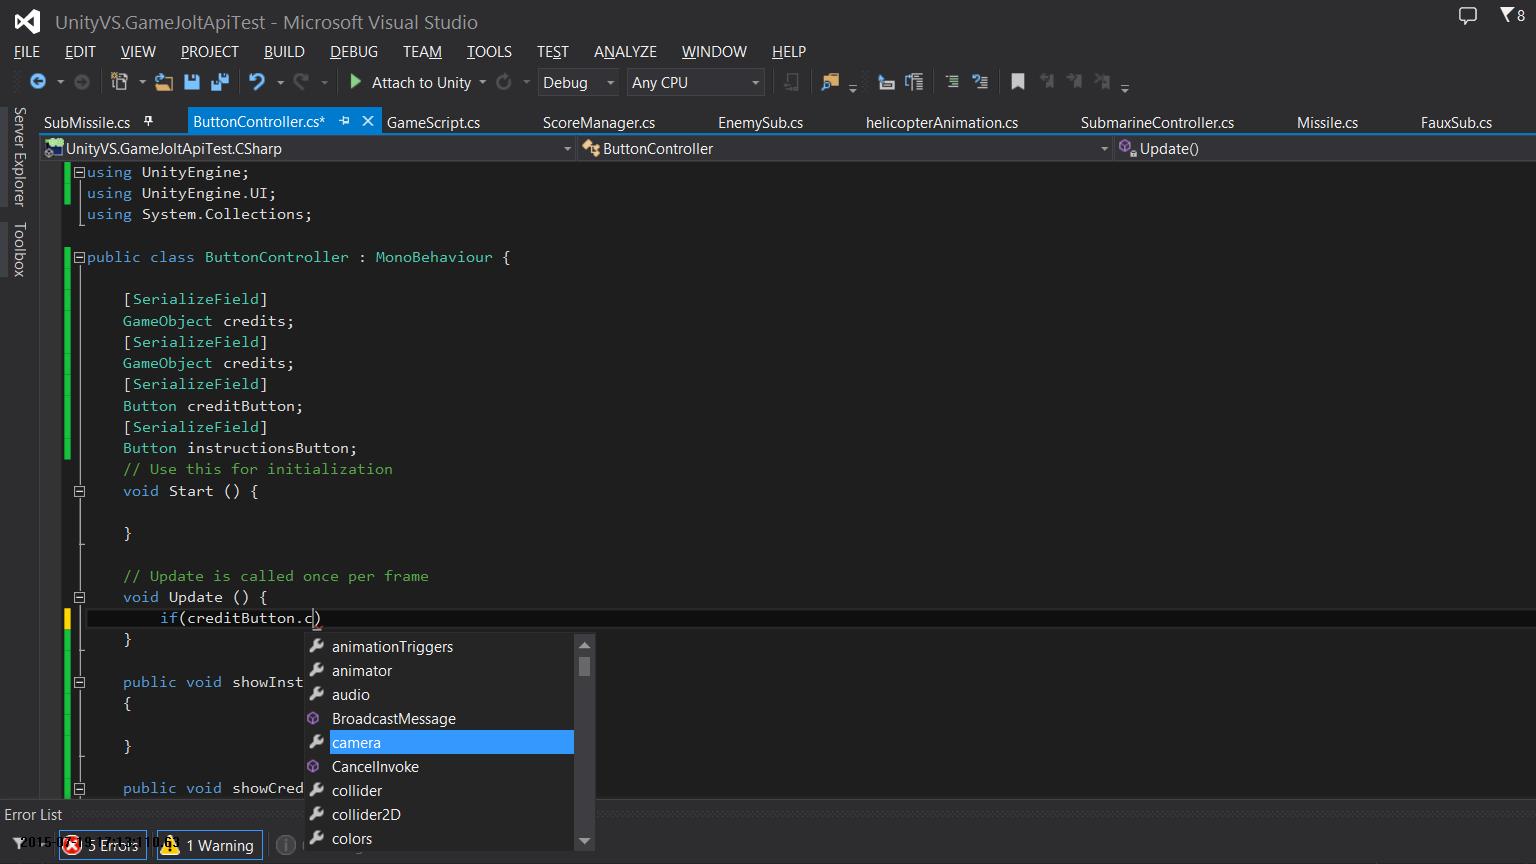 UnityVS.GameJoltApiTest - Microsoft Visual Studio
8
FILE EDIT VIEW PROJECT BUILD DEBUG TEAM TOOLS TEST ANALYZE WINDOW HELP
Attach to Unity Debug Any CPU
Server Explorer
Toolbox
SubMissile.cs ButtonController.cs* GameScript.cs ScoreManager.cs EnemySub.cs helicopterAnimation.cs SubmarineController.cs Missile.cs FauxSub.cs
UnityVS.GameJoltApiTest.CSharp ButtonController Update()
using UnityEngine;
using UnityEngine.UI;
using System.Collections;
public class ButtonController : MonoBehaviour {
[SerializeField]
GameObject credits;
[SerializeField]
GameObject credits;
[SerializeField]
Button creditButton;
[SerializeField]
Button instructionsButton;
// Use this for initialization
void Start () {
}
// Update is called once per frame
void Update () {
if(creditButton.c)
}
public void showInst
{
}
public void showCred
animationTriggers
animator
audio
BroadcastMessage
camera
CancelInvoke
collider
collider2D
colors
Error List
5 Errors 1 Warning